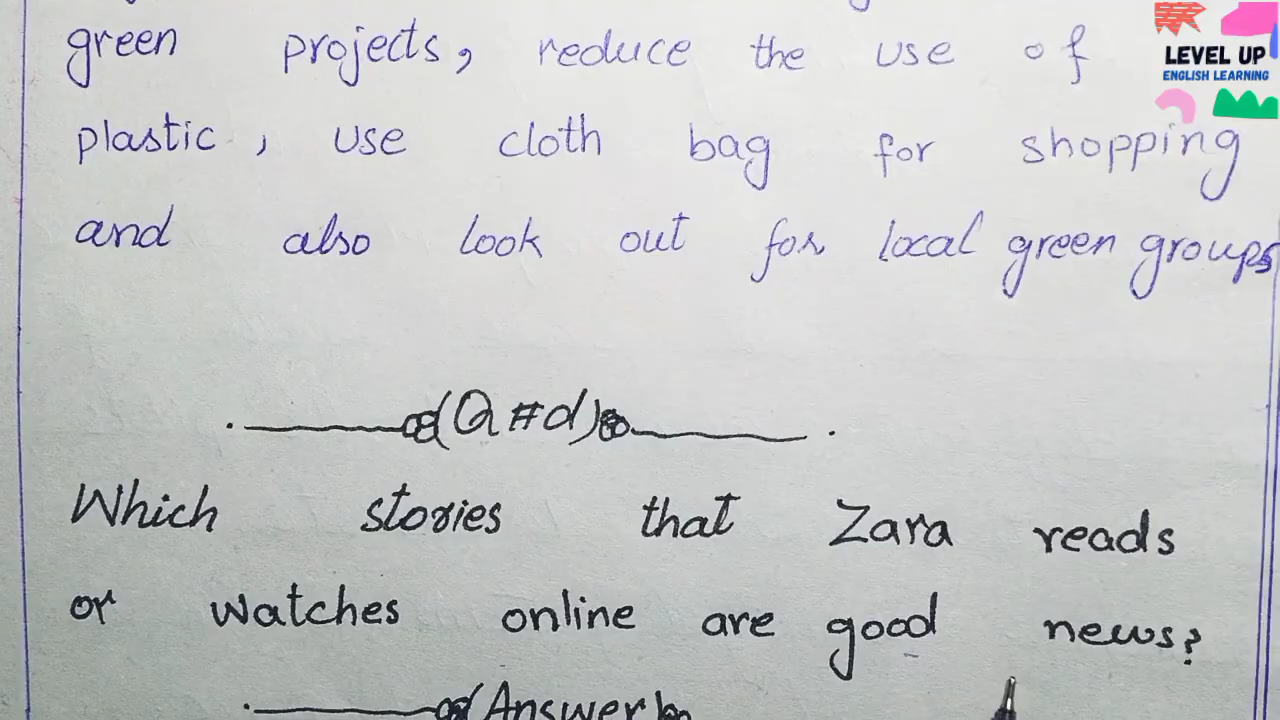 green projects, reduce the use of
plastic, use cloth bag for shopping
and also look out for local green groups
(Q #d)
Which stories that Zara reads
or watches online are good news?
(Answer)
LEVEL UP
ENGLISH LEARNING